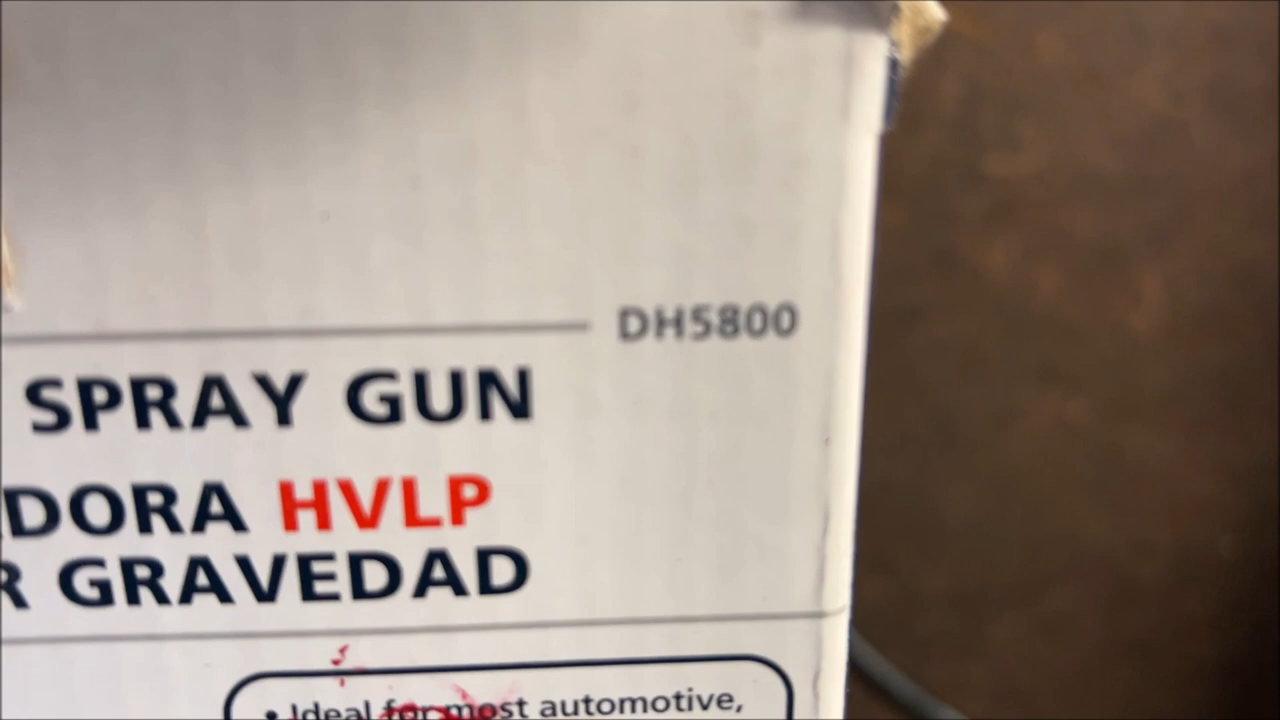 DH5800
SPRAY GUN
DORA HVLP
R GRAVEDAD
• Ideal for most automotive,